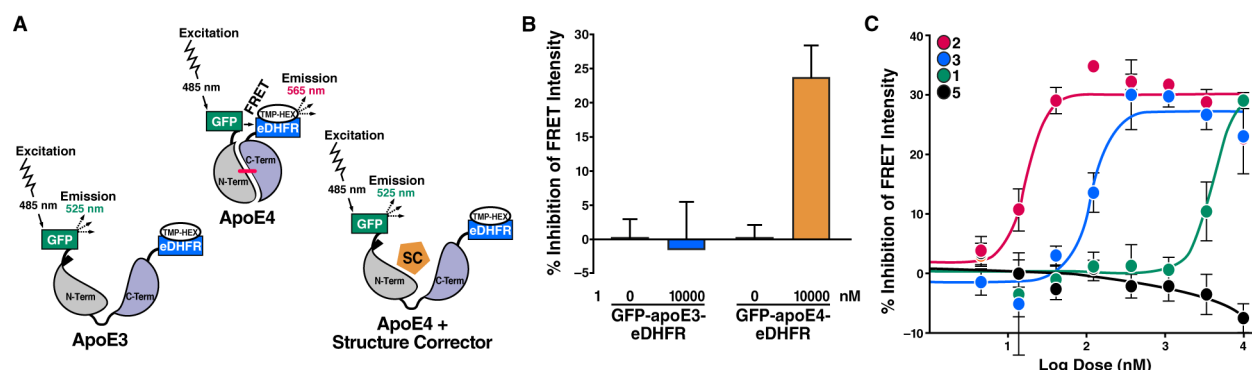 A
Excitation
485 nm
FRET
Emission
565 nm
GFP
TMP-HEX
eDHFR
C-Term
N-Term
ApoE4
Excitation
485 nm
Emission
525 nm
GFP
TMP-HEX
eDHFR
N-Term
C-Term
ApoE3
Excitation
485 nm
Emission
525 nm
GFP
TMP-HEX
eDHFR
SC
N-Term
C-Term
ApoE4 +
Structure Corrector
B
% Inhibition of FRET Intensity
30
25
20
15
10
5
0
−5
1 0 10000 0 10000 nM
GFP-apoE3-
eDHFR
GFP-apoE4-
eDHFR
C
% Inhibition of FRET Intensity
40
30
20
10
0
−10
2
3
1
5
1 2 3 4
Log Dose (nM)